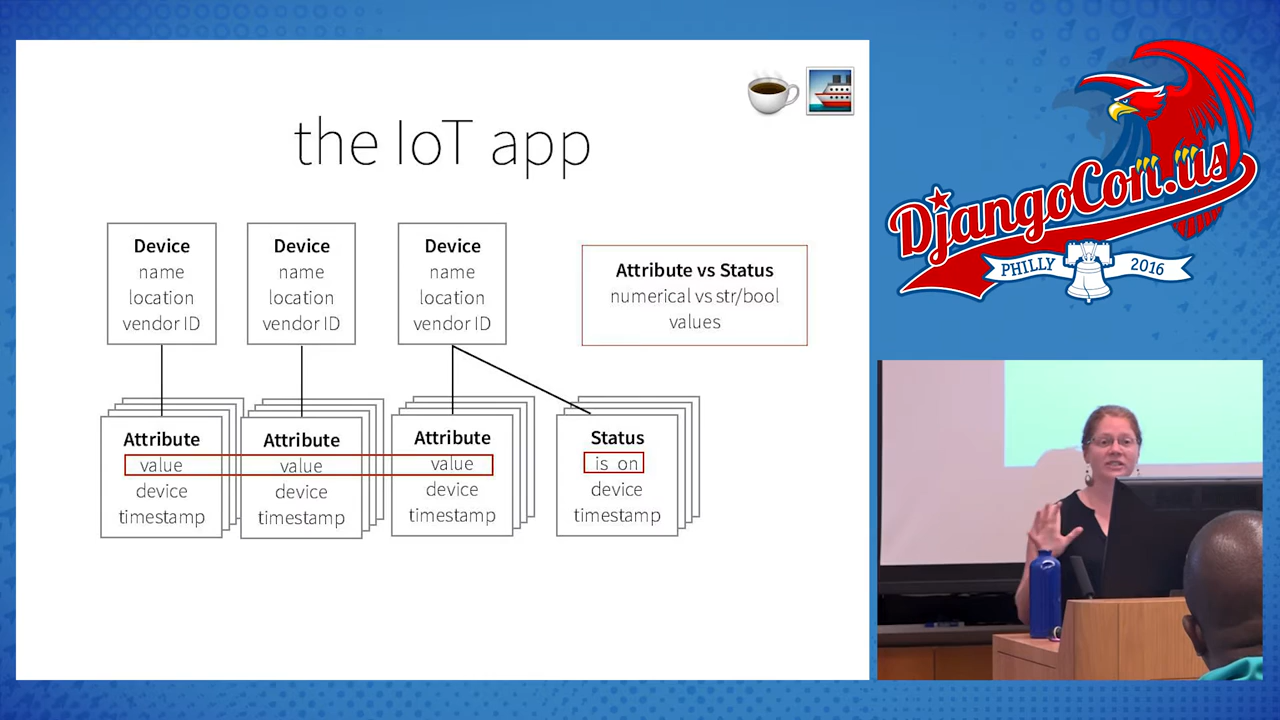 the IoT app
Device
name
location
vendor ID
Device
name
location
vendor ID
Device
name
location
vendor ID
Attribute vs Status
numerical vs str/bool
values
Attribute
value
device
timestamp
Attribute
value
device
timestamp
Attribute
value
device
timestamp
Status
is_on
device
timestamp
DjangoCon.us
PHILLY 2016